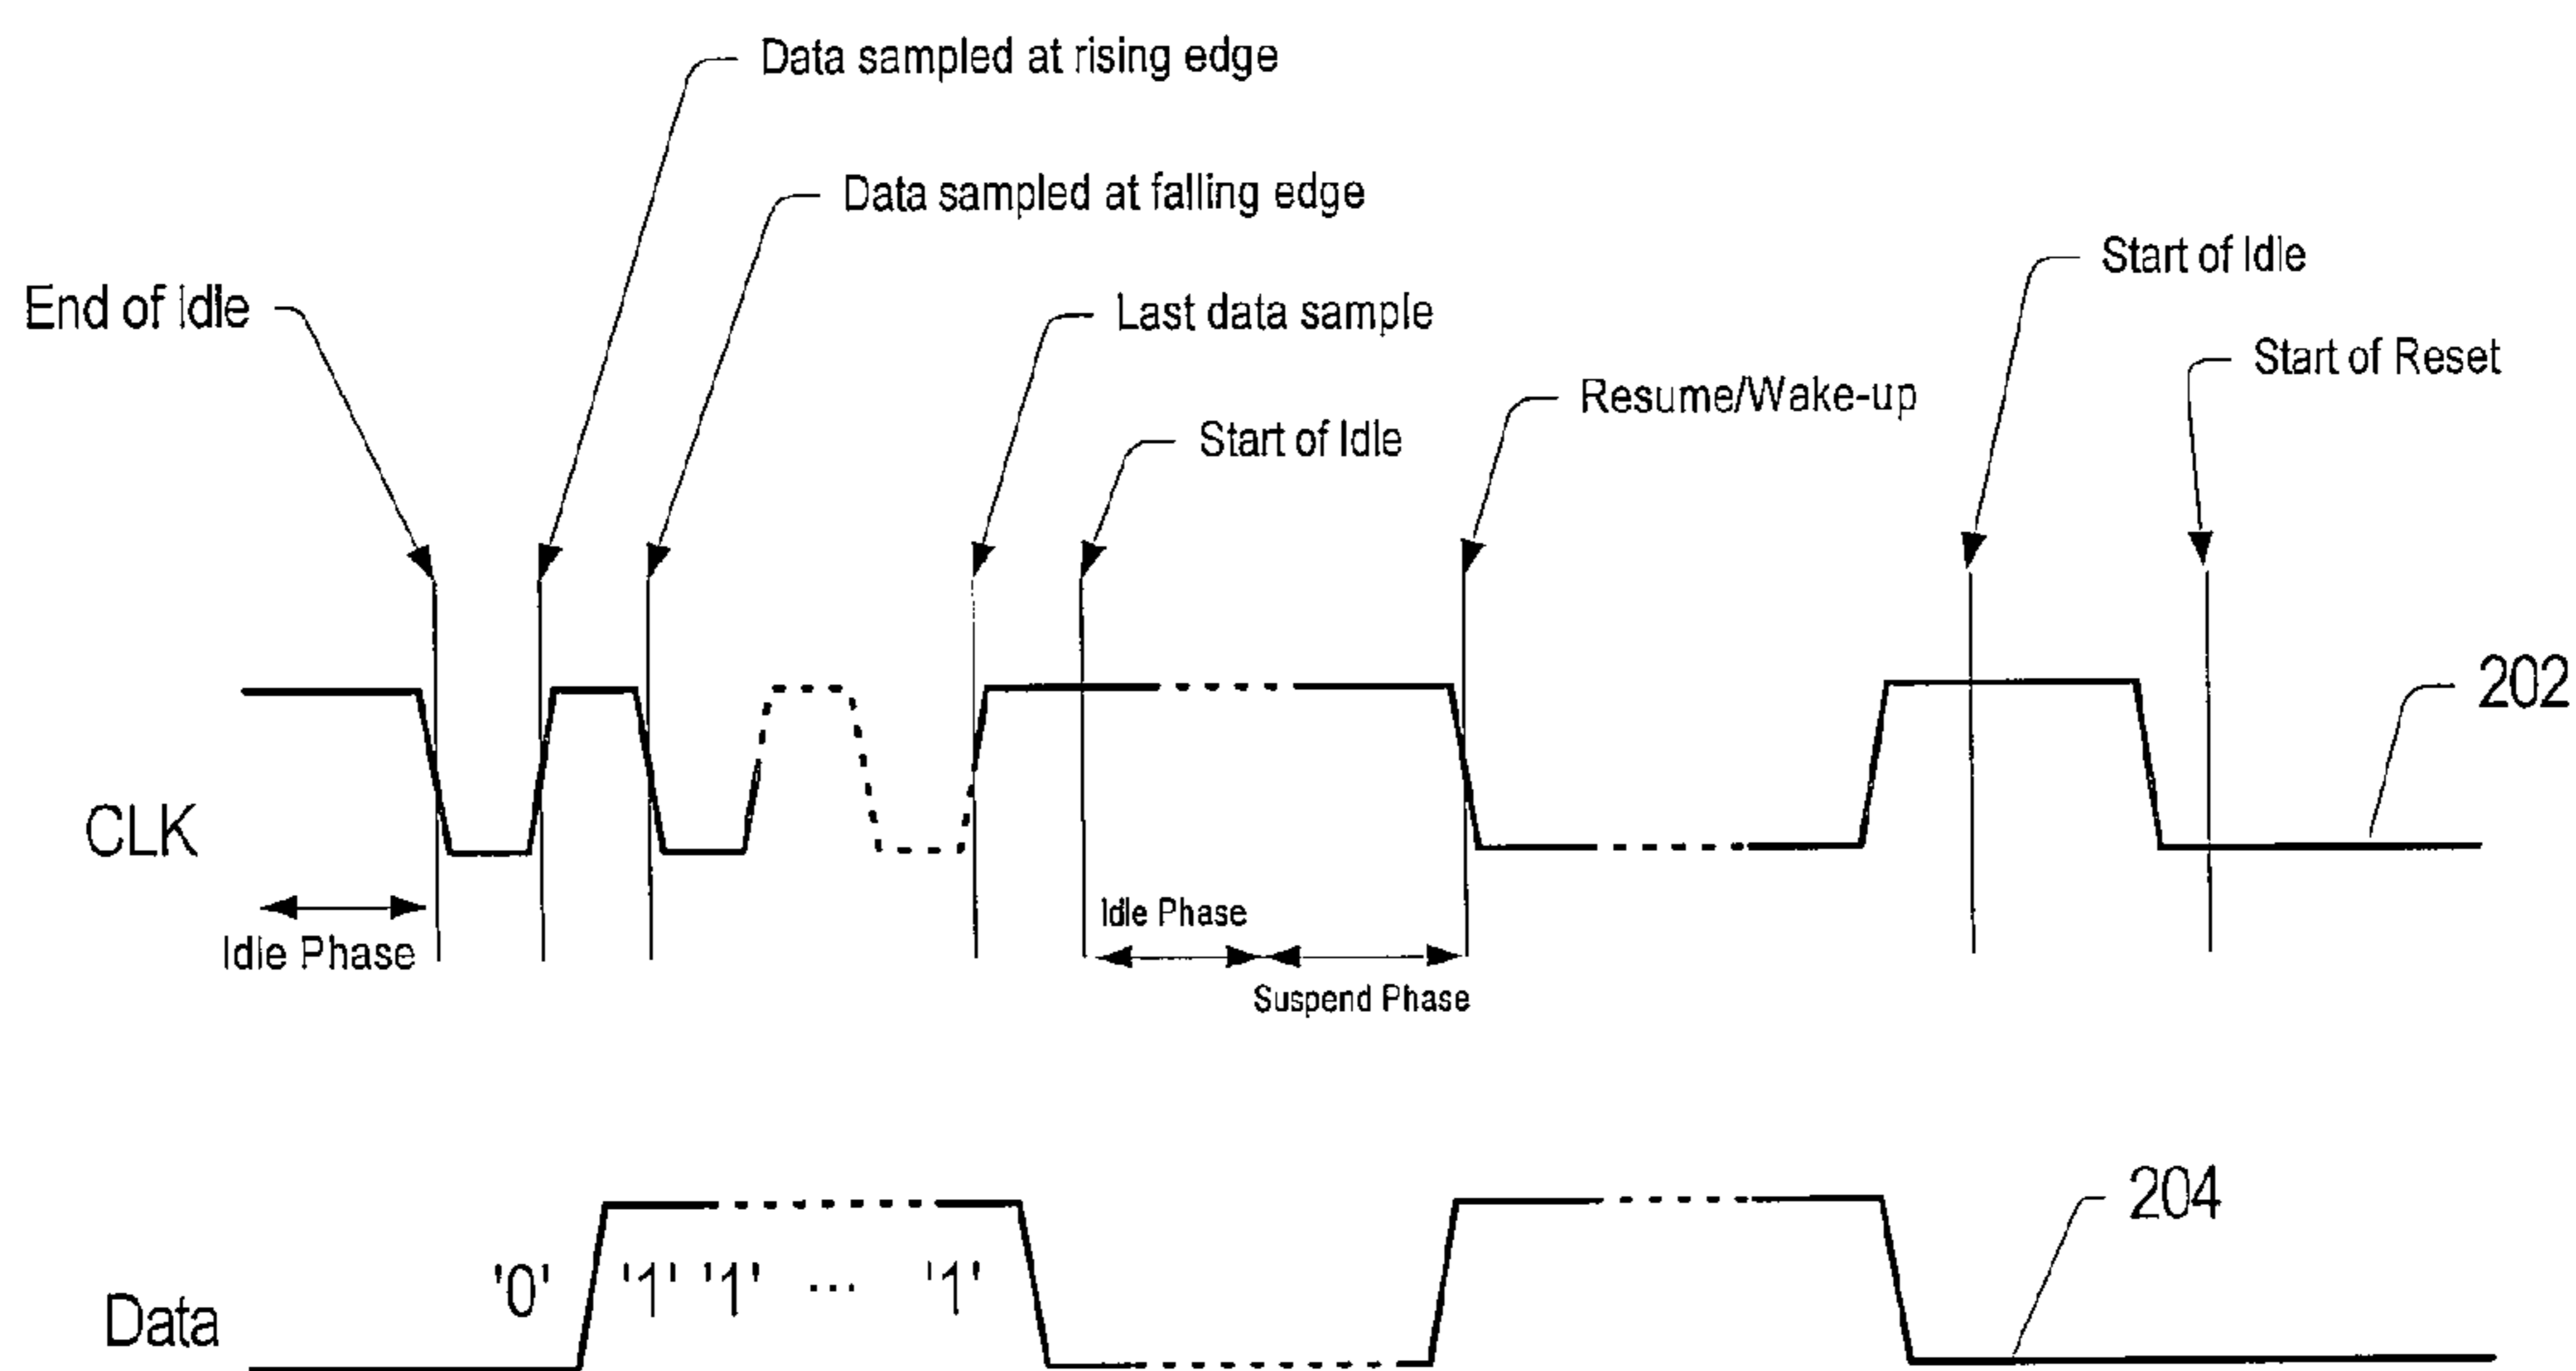 Data sampled at rising edge
Data sampled at falling edge
Start of Idle
End of Idle
Last data sample
Start of Reset
Resume/Wake-up
Start of Idle
202
CLK
Idle Phase
Idle Phase
Suspend Phase
204
'0' '1' '1' ... '1'
Data